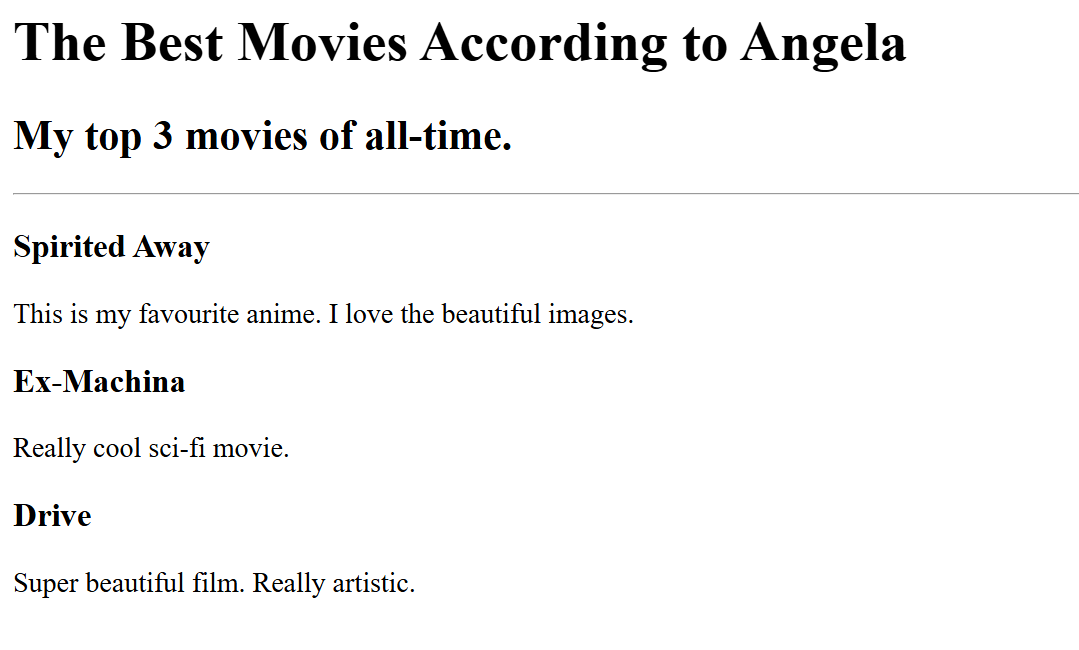 The Best Movies According to Angela
My top 3 movies of all-time.
Spirited Away
This is my favourite anime. I love the beautiful images.
Ex-Machina
Really cool sci-fi movie.
Drive
Super beautiful film. Really artistic.